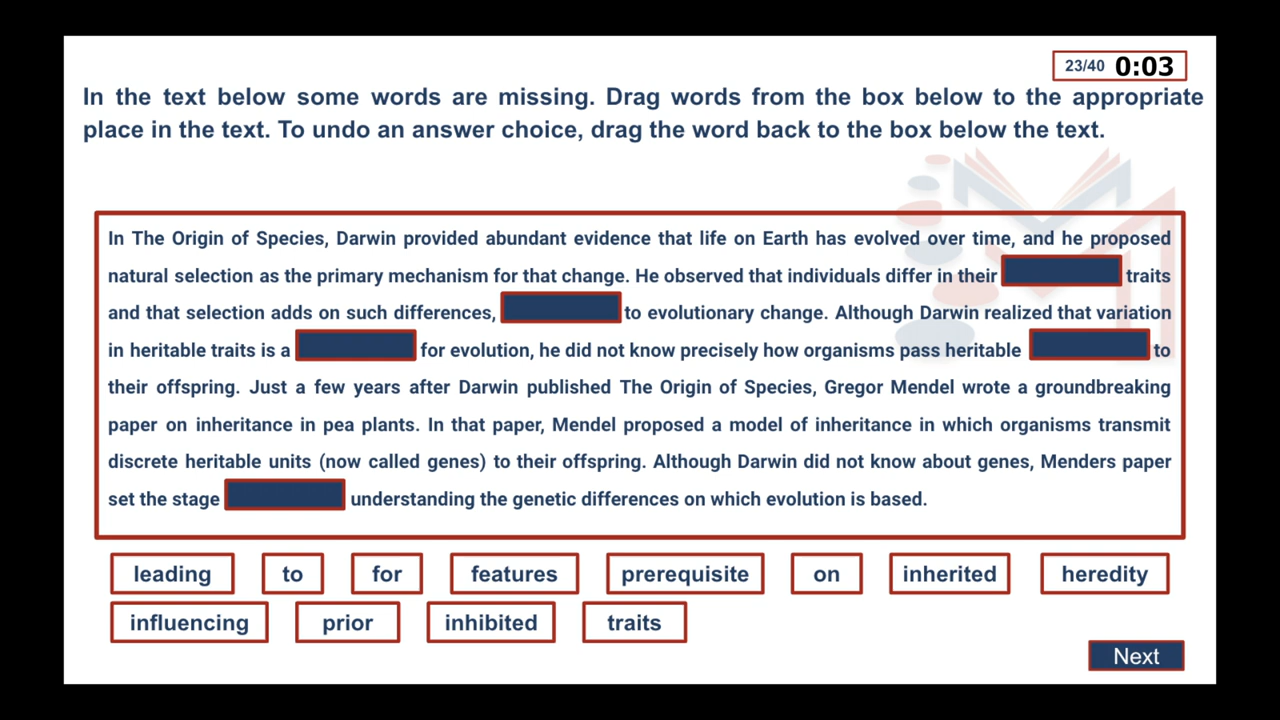 23/40 0:03
In the text below some words are missing. Drag words from the box below to the appropriate
place in the text. To undo an answer choice, drag the word back to the box below the text.
In The Origin of Species, Darwin provided abundant evidence that life on Earth has evolved over time, and he proposed
natural selection as the primary mechanism for that change. He observed that individuals differ in their traits
and that selection adds on such differences, to evolutionary change. Although Darwin realized that variation
in heritable traits is a for evolution, he did not know precisely how organisms pass heritable to
their offspring. Just a few years after Darwin published The Origin of Species, Gregor Mendel wrote a groundbreaking
paper on inheritance in pea plants. In that paper, Mendel proposed a model of inheritance in which organisms transmit
discrete heritable units (now called genes) to their offspring. Although Darwin did not know about genes, Menders paper
set the stage understanding the genetic differences on which evolution is based.
leading to for features prerequisite on inherited heredity
influencing prior inhibited traits
Next